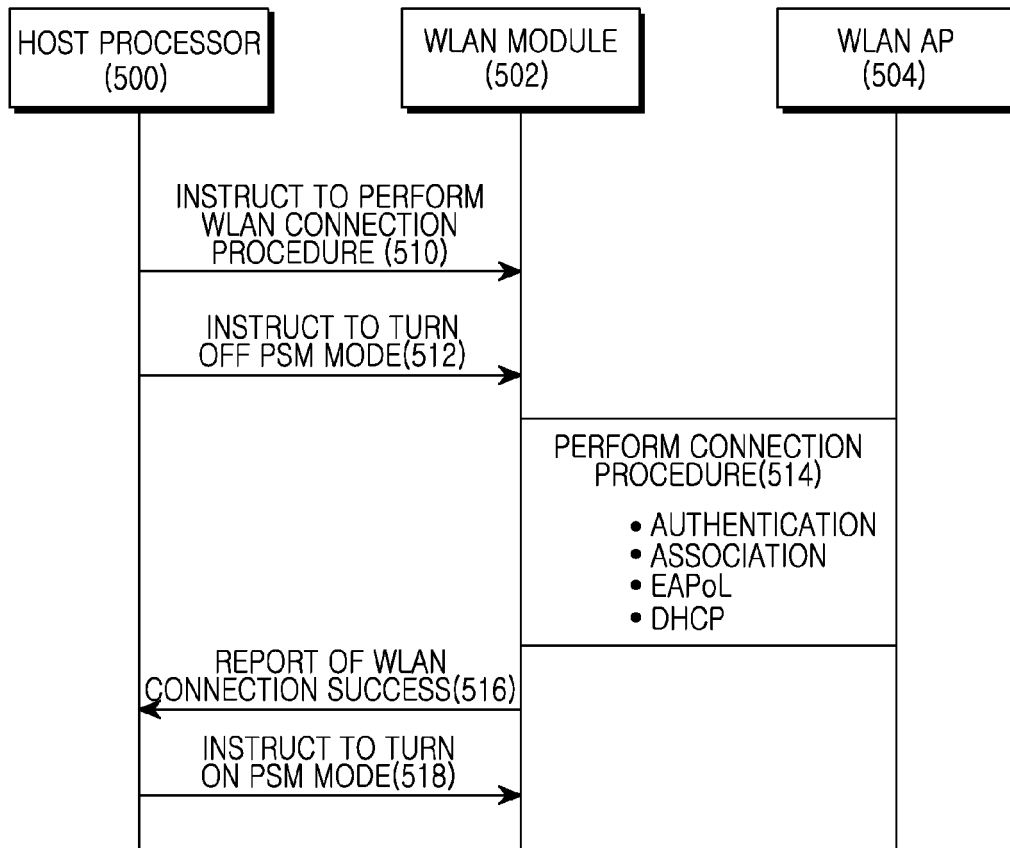 HOST PROCESSOR
(500)
WLAN MODULE
(502)
WLAN AP
(504)
INSTRUCT TO PERFORM
WLAN CONNECTION
PROCEDURE (510)
INSTRUCT TO TURN
OFF PSM MODE(512)
PERFORM CONNECTION
PROCEDURE(514)
• AUTHENTICATION
• ASSOCIATION
• EAPoL
• DHCP
REPORT OF WLAN
CONNECTION SUCCESS(516)
INSTRUCT TO TURN
ON PSM MODE(518)